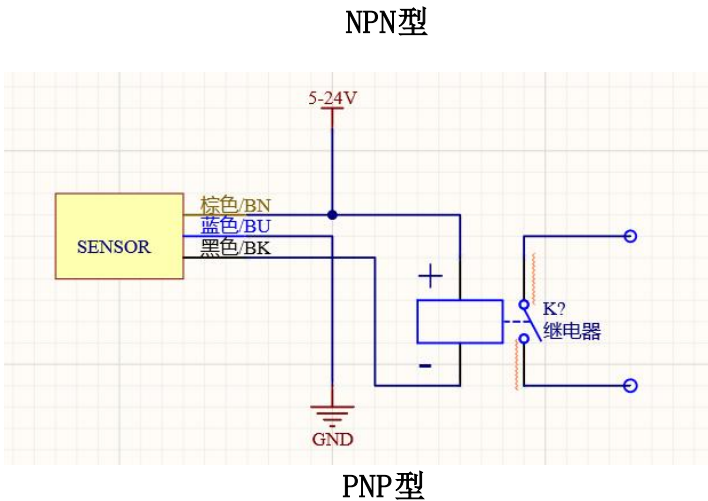 NPN型
5-24V
棕色/BN
蓝色/BU
黑色/BK
SENSOR
+
K?
继电器
-
GND
PNP型